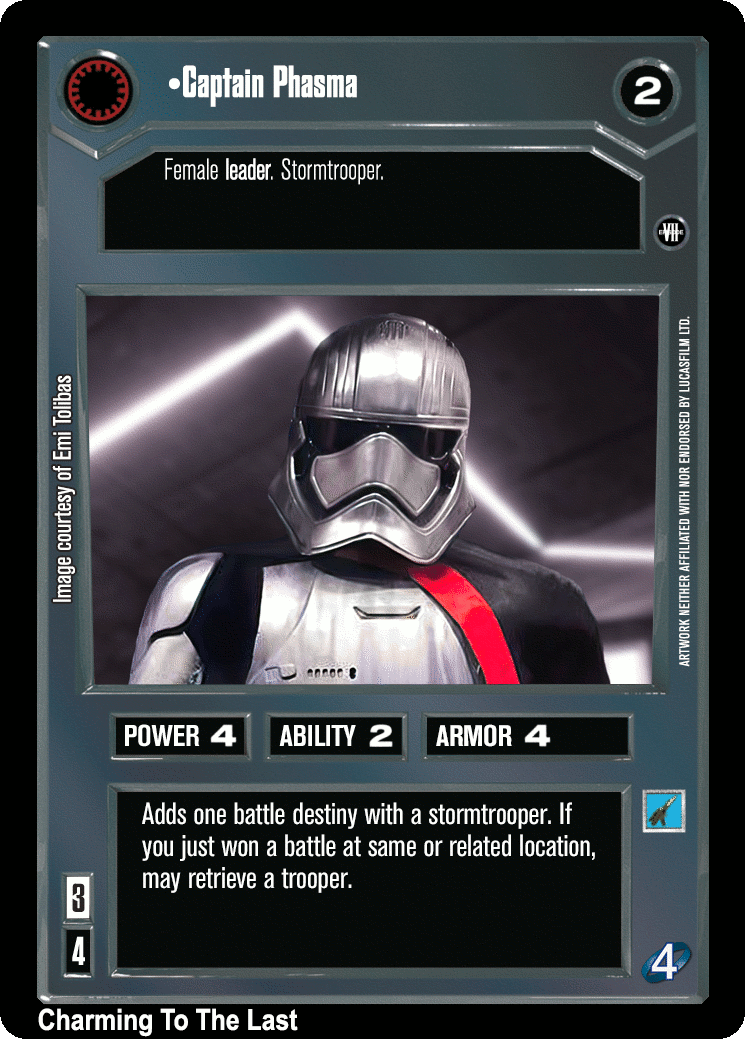 •Captain Phasma
2
Female leader. Stormtrooper.
EPISODE VII
Image courtesy of Emi Tolibas
ARTWORK NEITHER AFFILIATED WITH NOR ENDORSED BY LUCASFILM LTD.
POWER 4
ABILITY 2
ARMOR 4
Adds one battle destiny with a stormtrooper. If
you just won a battle at same or related location,
may retrieve a trooper.
3
4
4
Charming To The Last